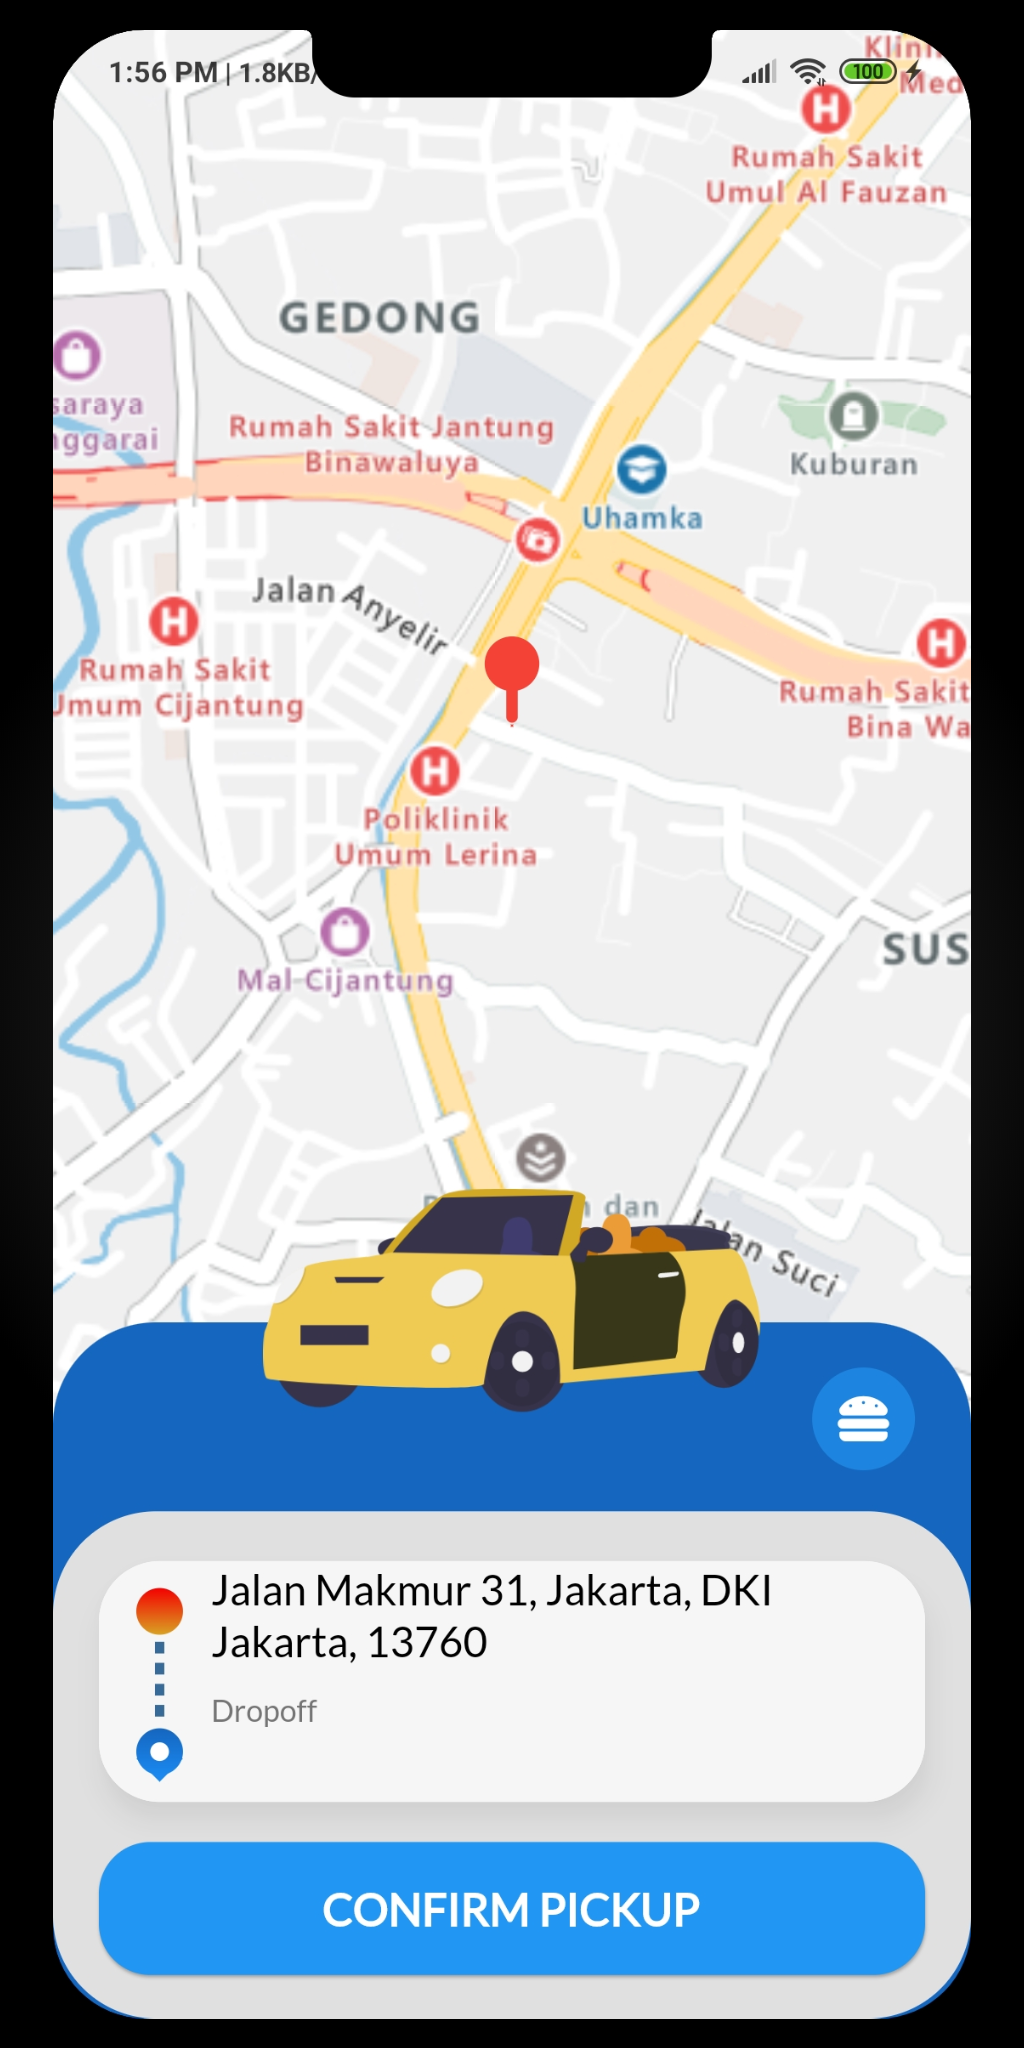 1:56 PM | 1.8KB/
100
Med
Rumah Sakit
Umul Al Fauzan
GEDONG
saraya
nggarai
Rumah Sakit Jantung
Binawaluya
Kuburan
Uhamka
Jalan Anyelir
Rumah Sakit
Umum Cijantung
Rumah Sakit
Bina Wa
Poliklinik
Umum Lerina
SUS
Mal Cijantung
dan
Jalan Suci
Jalan Makmur 31, Jakarta, DKI
Jakarta, 13760
Dropoff
CONFIRM PICKUP